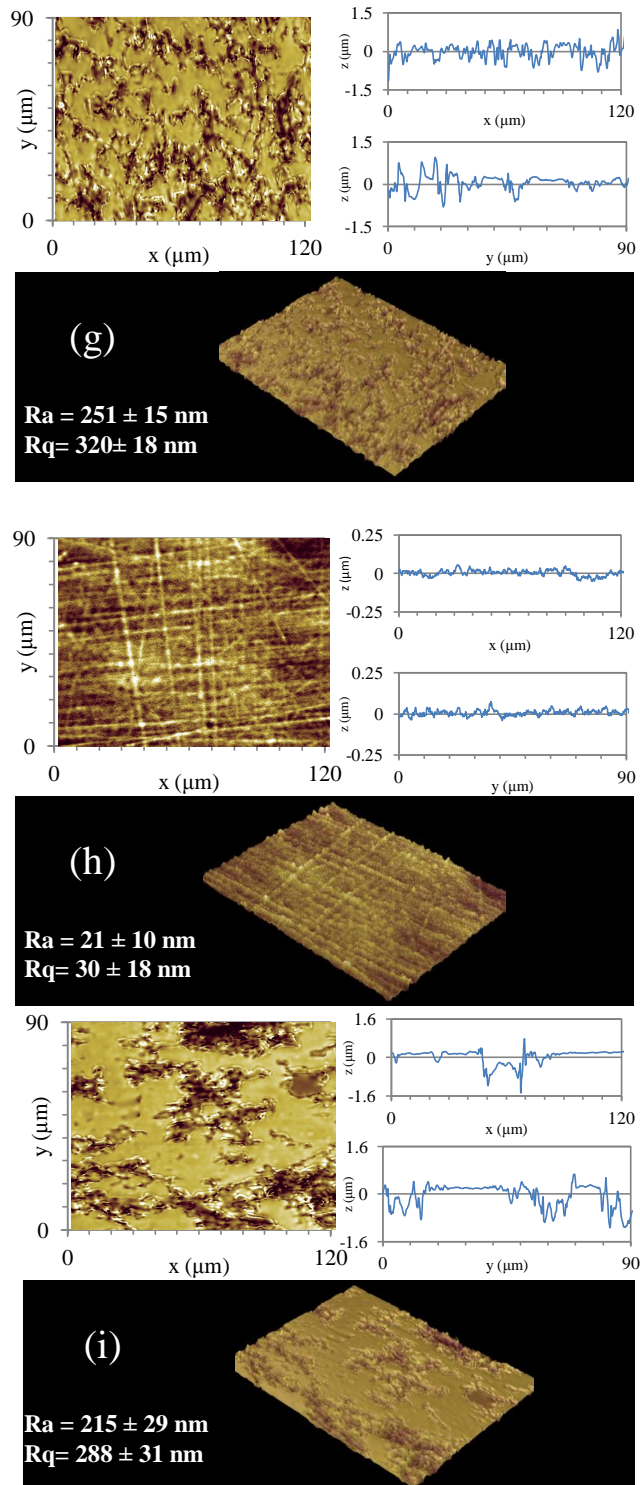 90
y (µm)
0
0
120
x (µm)
1.5
z (µm)
0
-1.5
0
120
x (µm)
1.5
z (µm)
0
-1.5
0
90
y (µm)
(g)
Ra = 251 ± 15 nm
Rq= 320± 18 nm
90
y (µm)
0
0
120
x (µm)
0.25
z (µm)
0
-0.25
0
120
x (µm)
0.25
z (µm)
0
-0.25
0
90
y (µm)
(h)
Ra = 21 ± 10 nm
Rq= 30 ± 18 nm
90
y (µm)
0
0
120
x (µm)
1.6
z (µm)
0
-1.6
0
120
x (µm)
1.6
z (µm)
0
-1.6
0
90
y (µm)
(i)
Ra = 215 ± 29 nm
Rq= 288 ± 31 nm